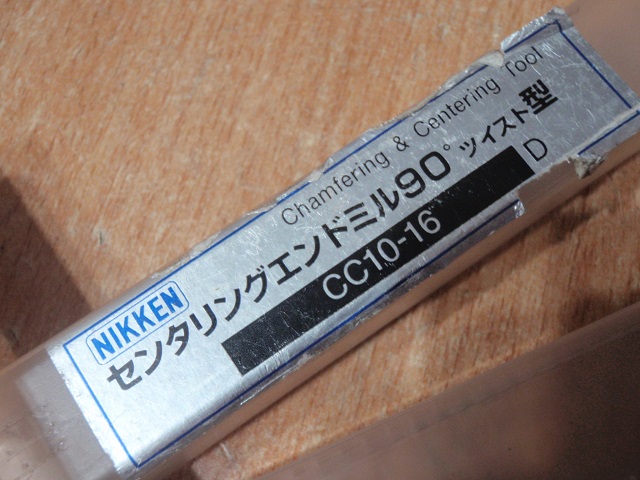 Chamfering & Centering Tool
NIKKEN
センタリングエンドミル90° ツイスト型
CC10-16
D